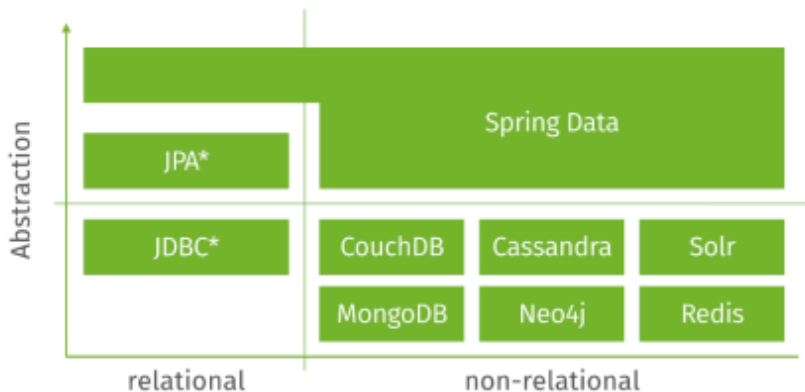 Abstraction
Spring Data
JPA*
JDBC*
CouchDB
Cassandra
Solr
MongoDB
Neo4j
Redis
relational
non-relational